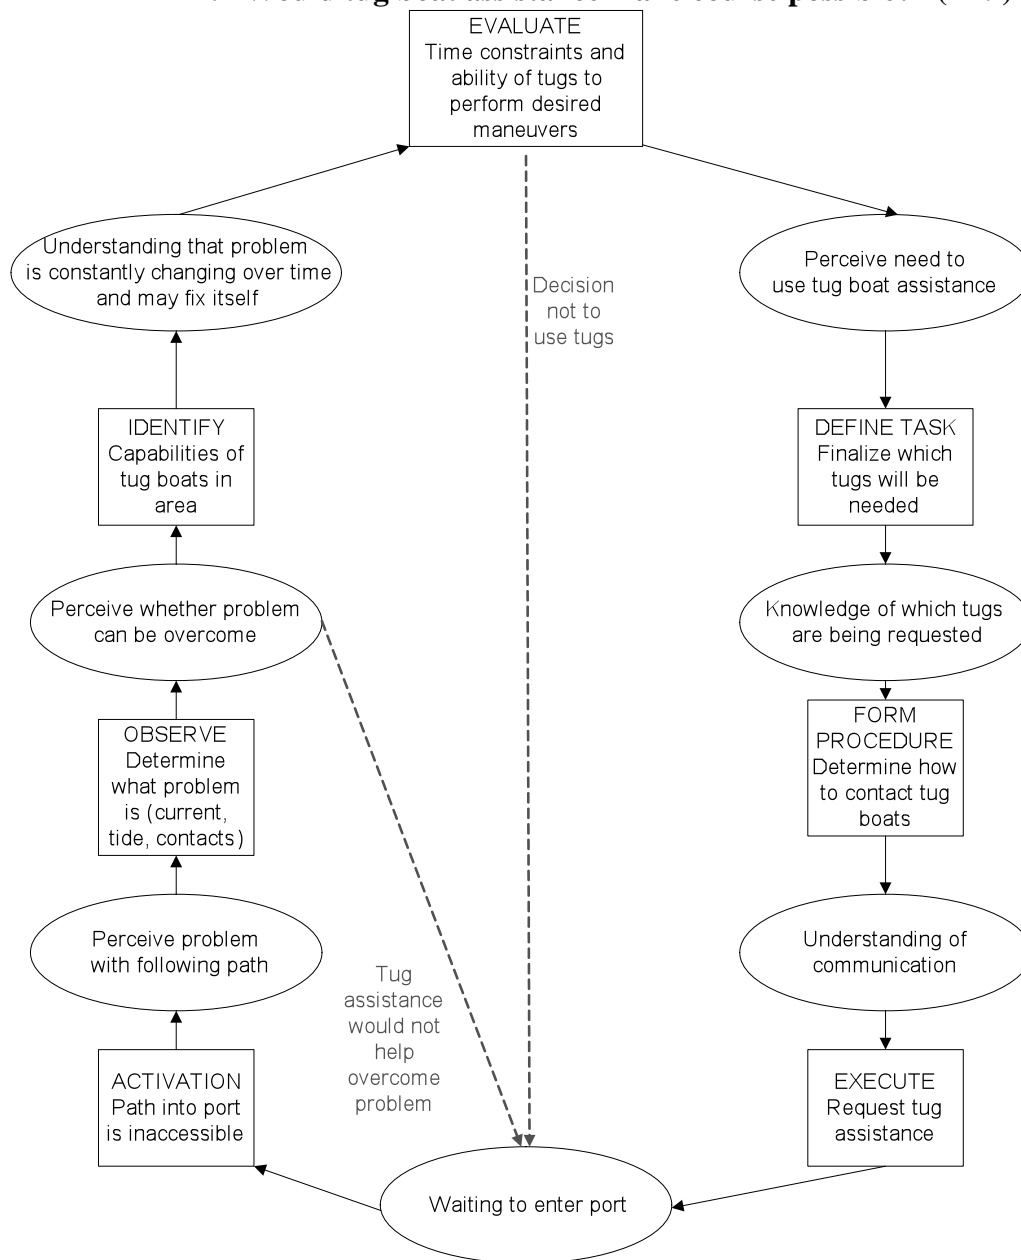 EVALUATE
Time constraints and
ability of tugs to
perform desired
maneuvers
Understanding that problem
is constantly changing over time
and may fix itself
Decision
not to
use tugs
Perceive need to
use tug boat assistance
IDENTIFY
Capabilities of
tug boats in
area
DEFINE TASK
Finalize which
tugs will be
needed
Perceive whether problem
can be overcome
Knowledge of which tugs
are being requested
OBSERVE
Determine
what problem
is (current,
tide, contacts)
FORM
PROCEDURE
Determine how
to contact tug
boats
Perceive problem
with following path
Understanding of
communication
Tug
assistance
would not
help
overcome
problem
ACTIVATION
Path into port
is inaccessible
EXECUTE
Request tug
assistance
Waiting to enter port